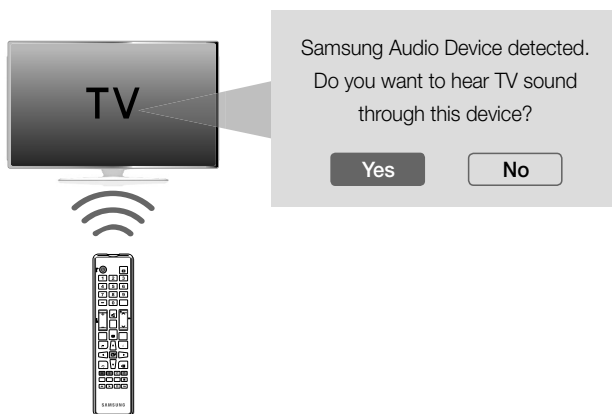 TV
Samsung Audio Device detected.
Do you want to hear TV sound
through this device?
Yes
No
SAMSUNG